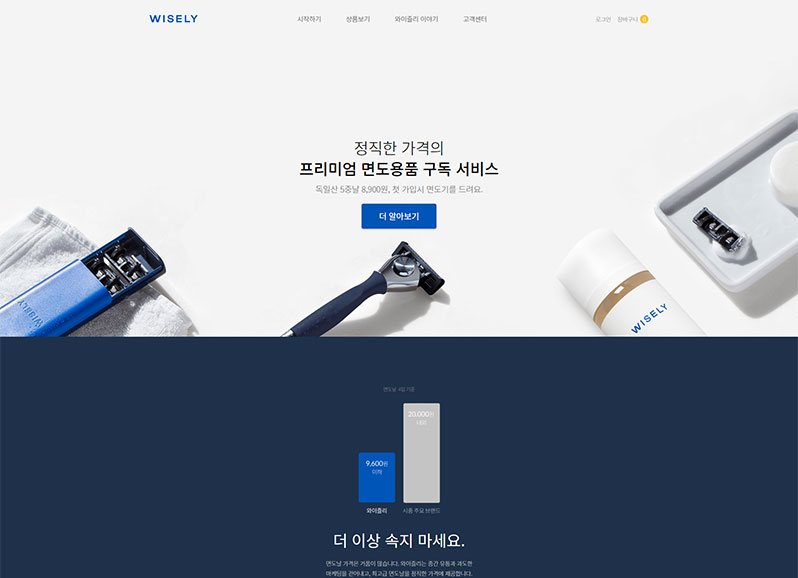 WISELY
시작하기 상품보기 와이즐리 이야기 고객센터
로그인 장바구니 0
정직한 가격의
프리미엄 면도용품 구독 서비스
독일산 5중날 8,900원, 첫 가입시 면도기를 드려요.
더 알아보기
WISELY
WISELY
면도날 4입 기준
20,000원
내외
9,600원
이하
와이즐리 시중 주요 브랜드
더 이상 속지 마세요.
면도날 가격은 거품이 많습니다. 와이즐리는 중간 유통과 과도한
마케팅을 걷어내고, 최고급 면도날을 정직한 가격에 제공합니다.